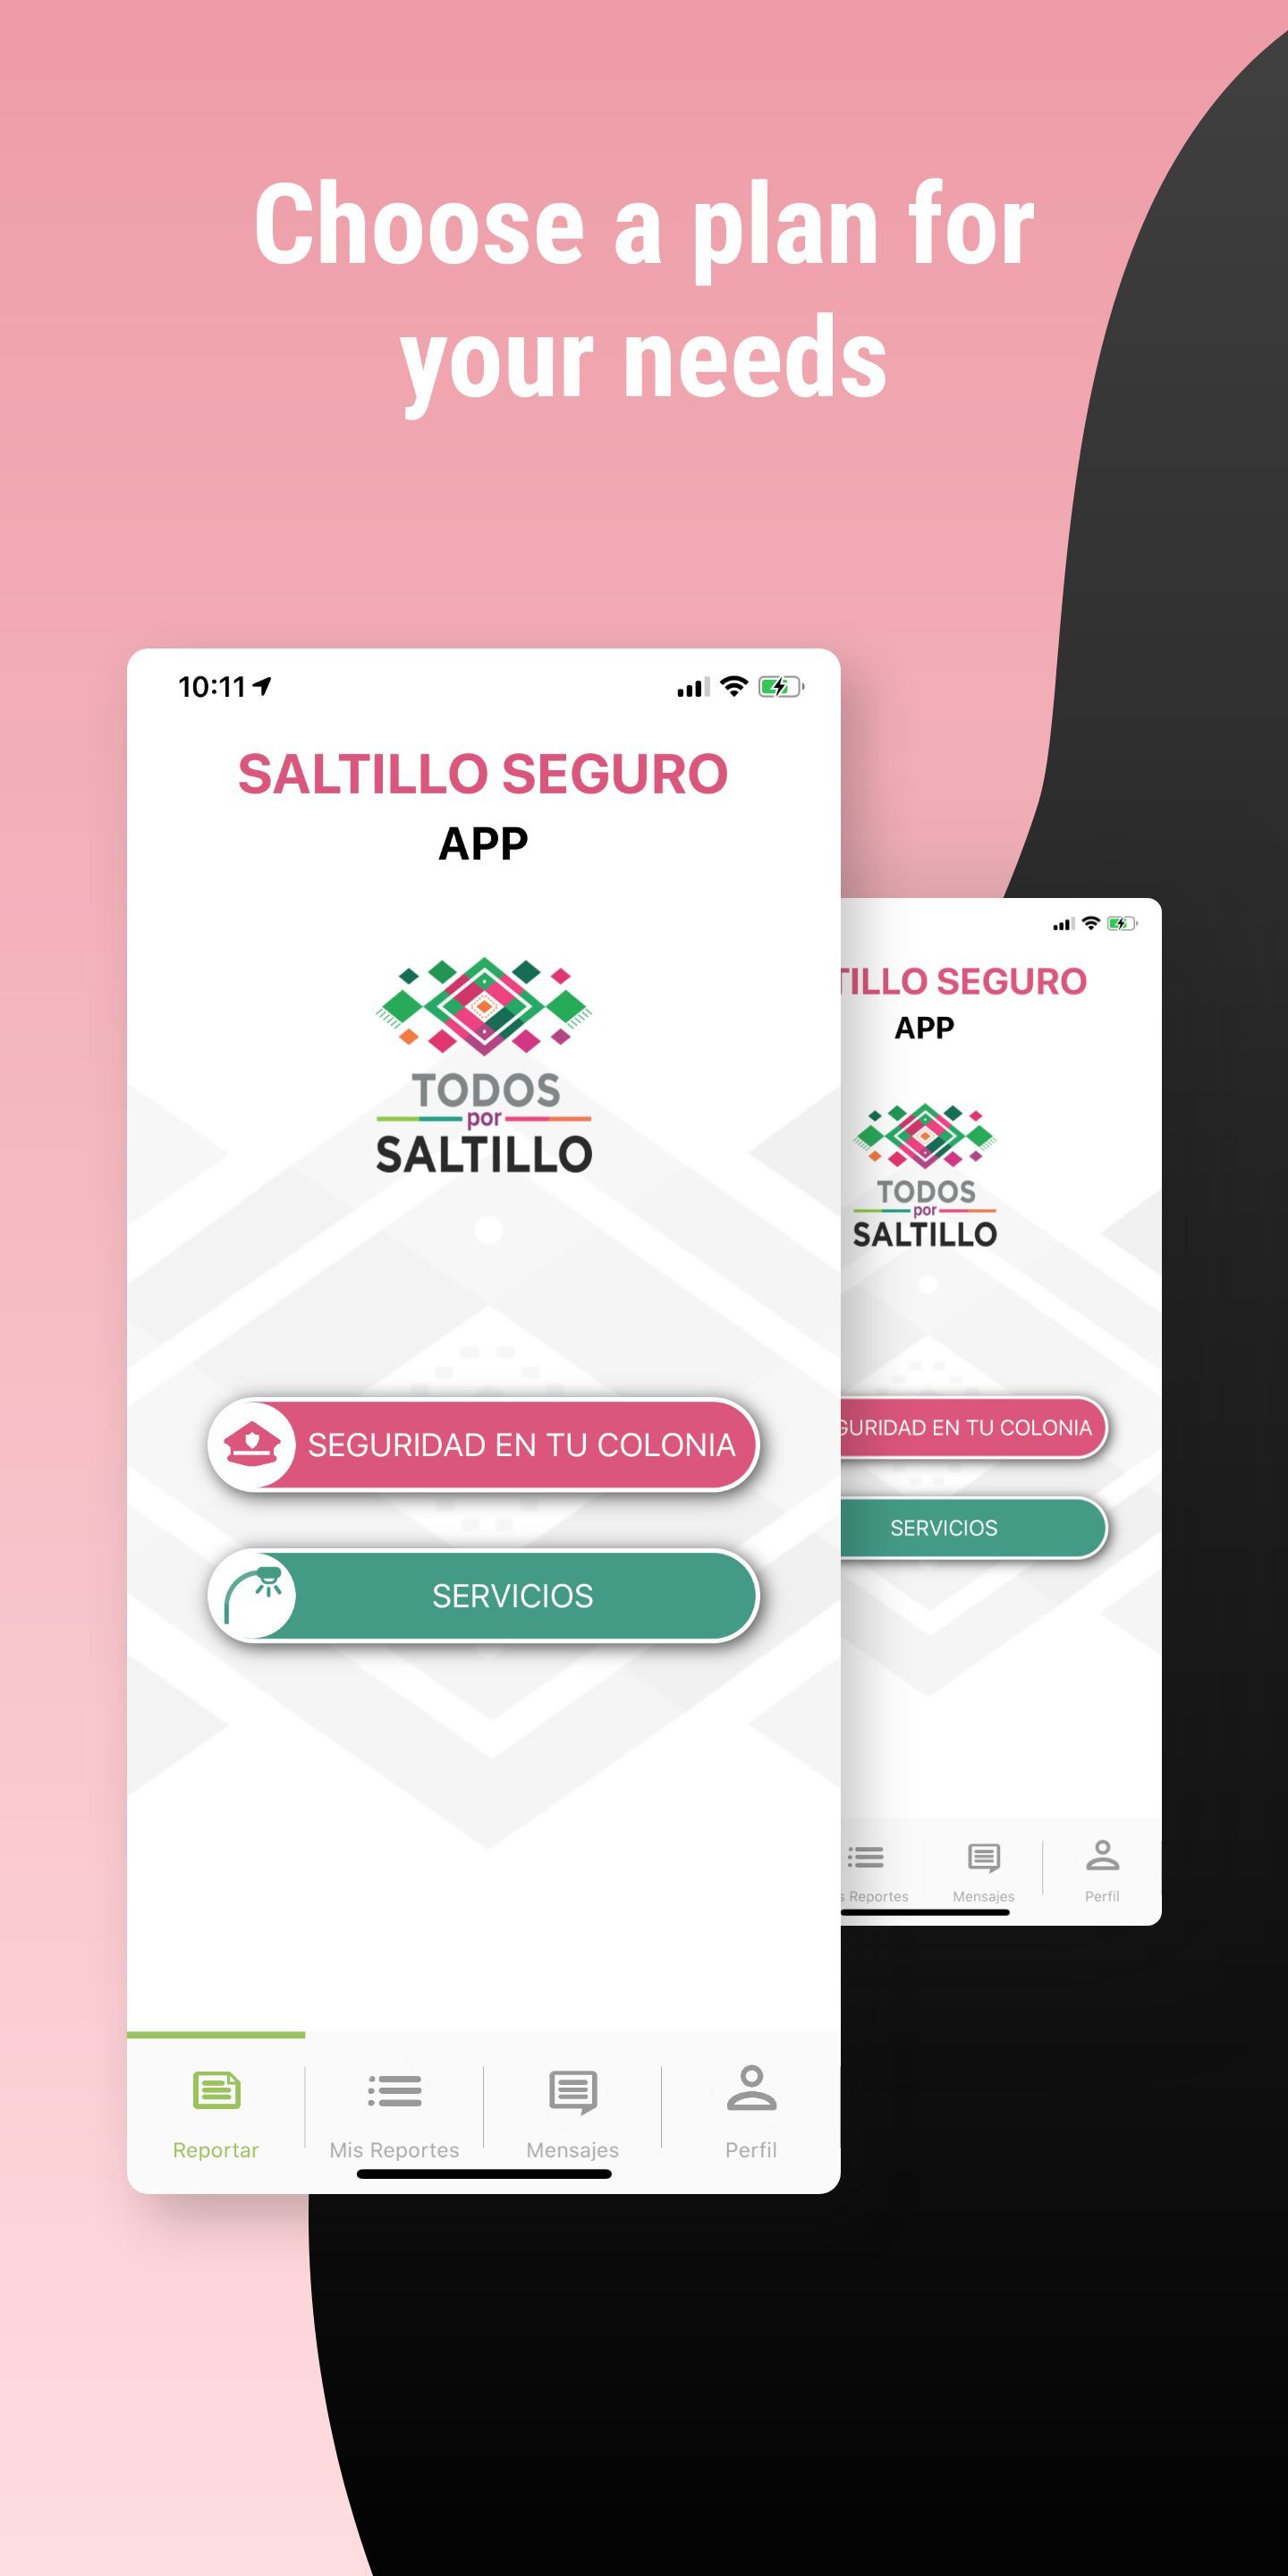 Choose a plan for
your needs
10:11
SALTILLO SEGURO
APP
TODOS
por
SALTILLO
SEGURIDAD EN TU COLONIA
SERVICIOS
Reportar
Mis Reportes
Mensajes
Perfil
TILLO SEGURO
APP
TODOS
por
SALTILLO
GURIDAD EN TU COLONIA
SERVICIOS
s Reportes
Mensajes
Perfil